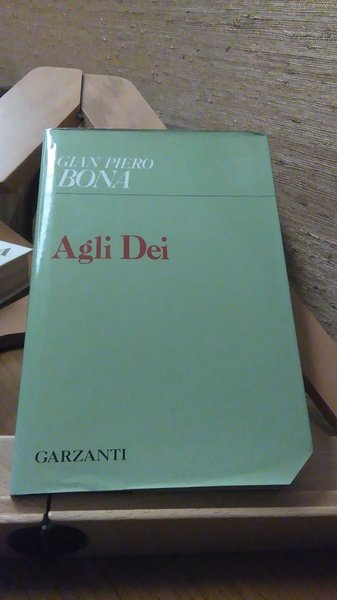 GIAN PIERO
BONA
Agli Dei
GARZANTI